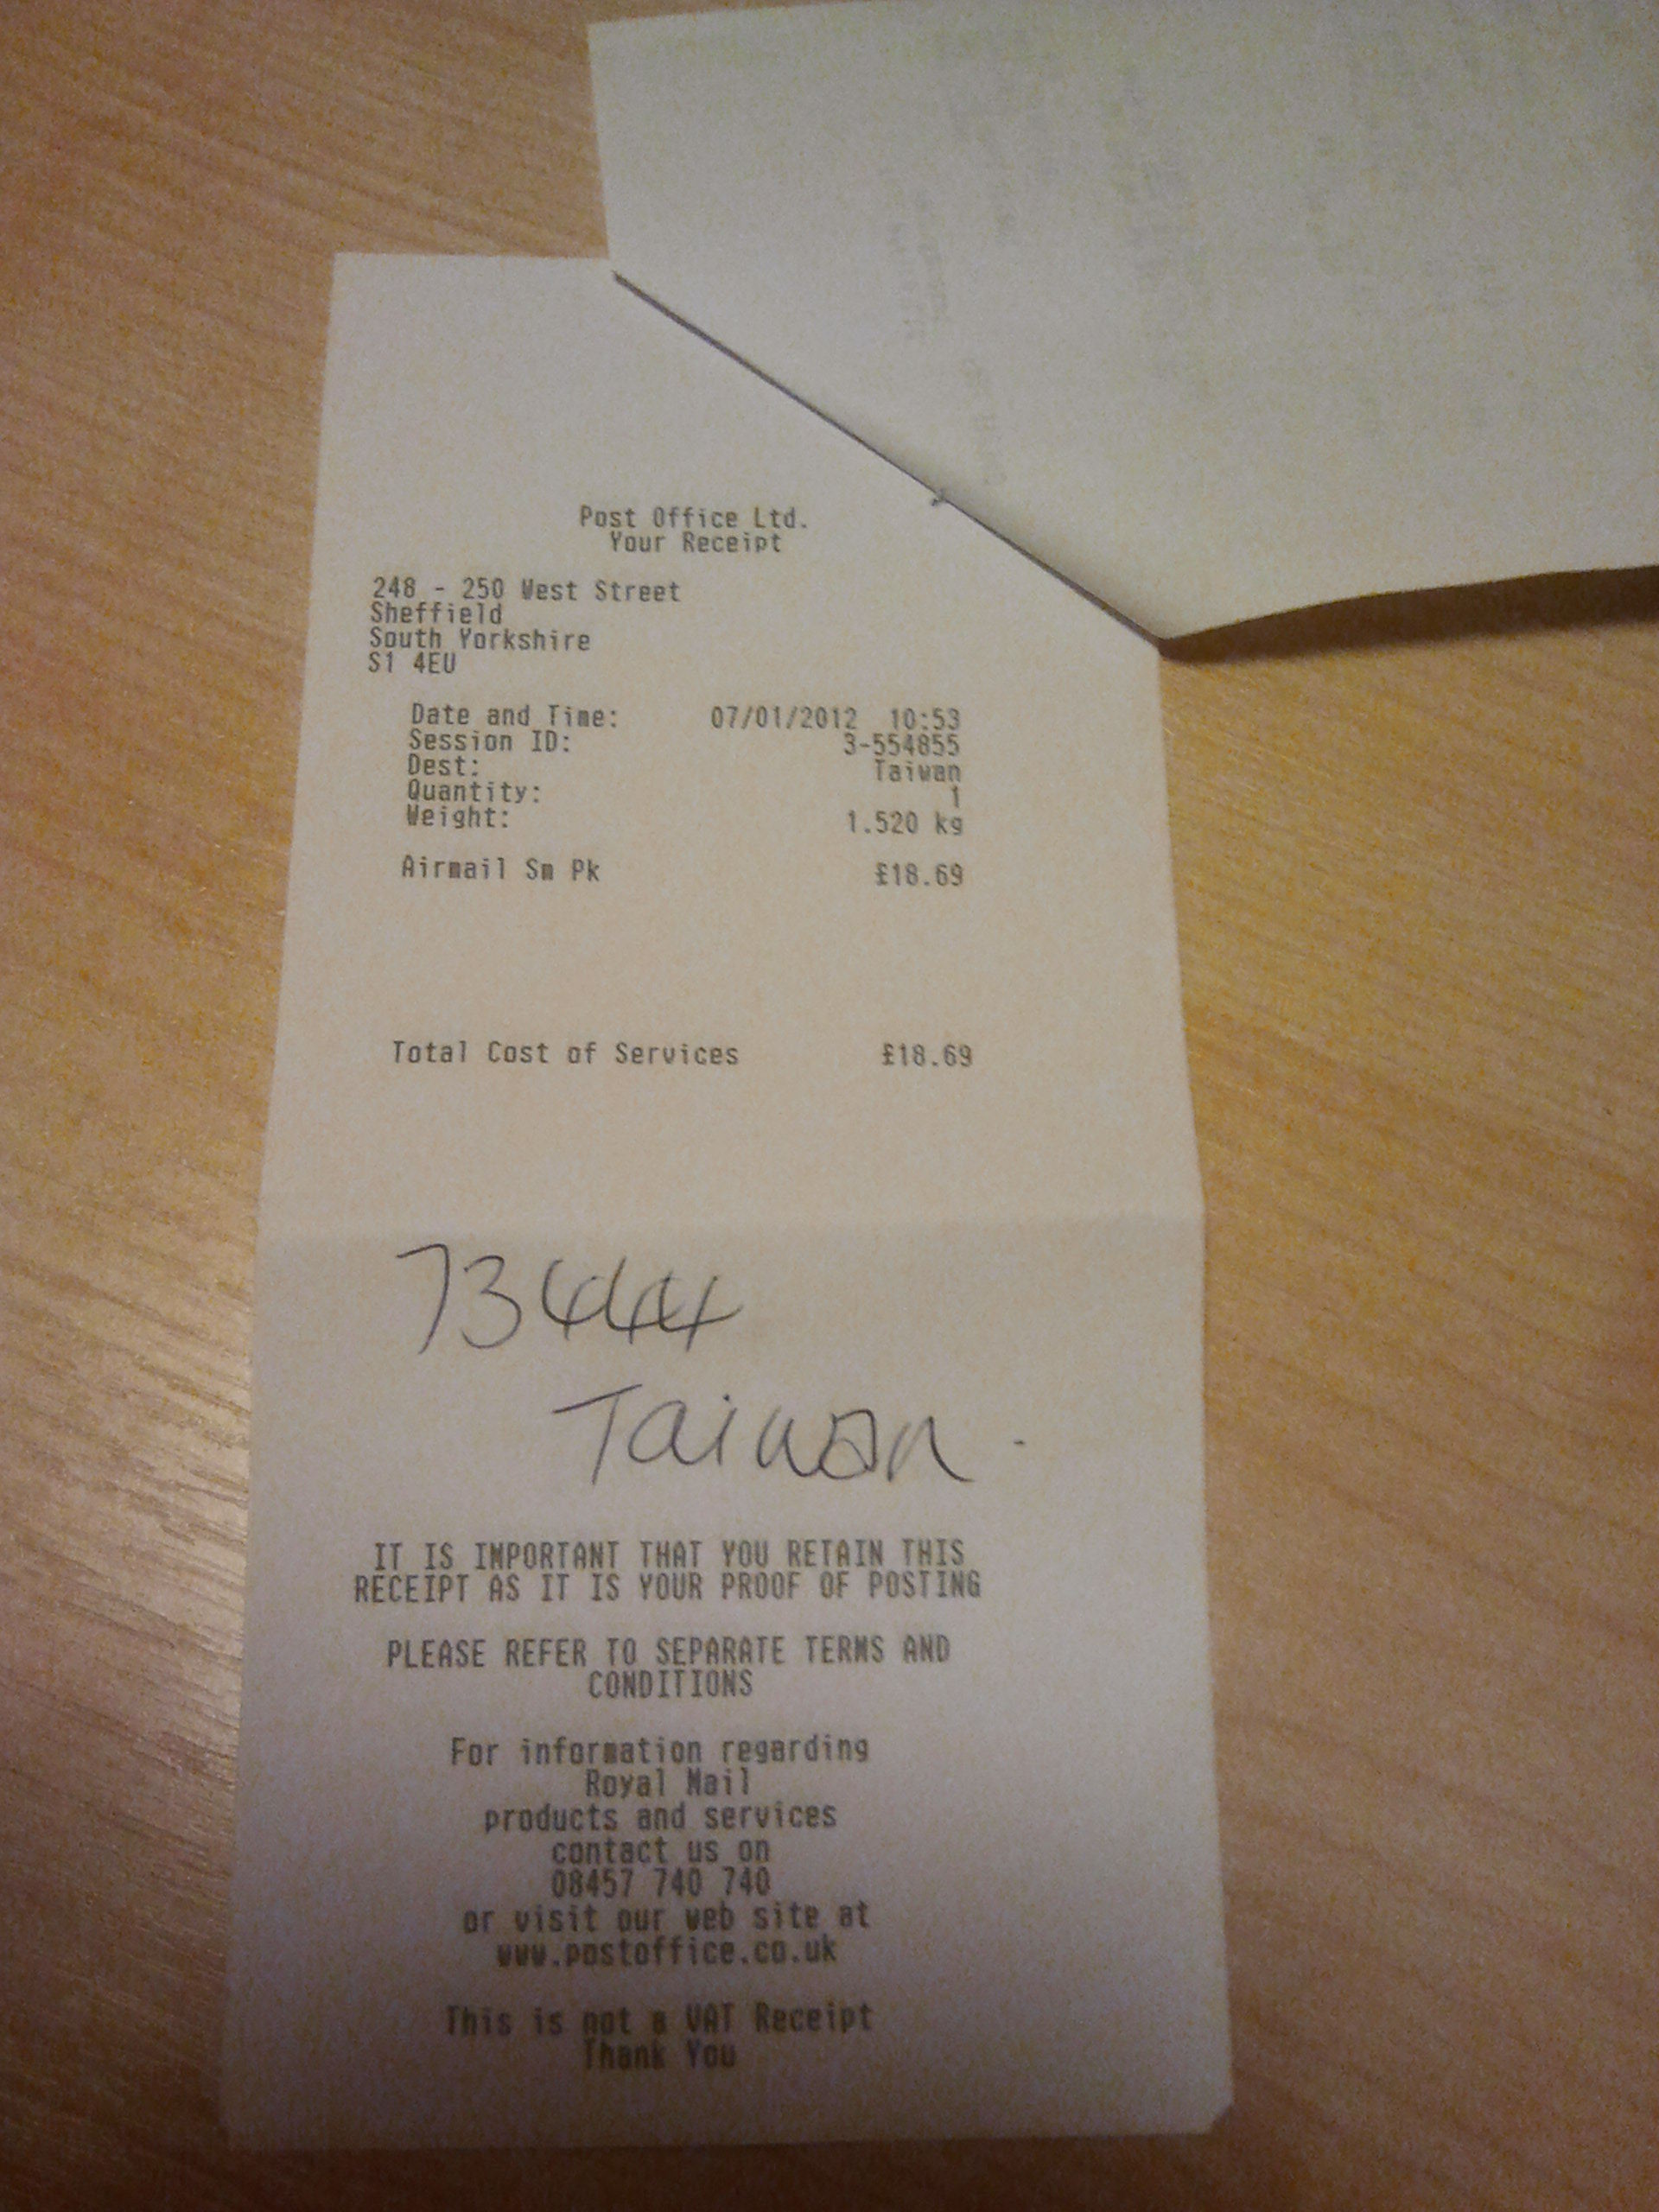 Post Office Ltd.
Your Receipt
248 - 250 West Street
Sheffield
South Yorkshire
S1 4EU
Date and Time: 07/01/2012 10:53
Session ID: 3-554855
Dest: Taiwan
Quantity: 1
Weight: 1.520 kg
Airmail Sm Pk £18.69
Total Cost of Services £18.69
73444
Taiwan.
IT IS IMPORTANT THAT YOU RETAIN THIS
RECEIPT AS IT IS YOUR PROOF OF POSTING
PLEASE REFER TO SEPARATE TERMS AND
CONDITIONS
For information regarding
Royal Mail
products and services
contact us on
08457 740 740
or visit our web site at
www.postoffice.co.uk
This is not a VAT Receipt
Thank You